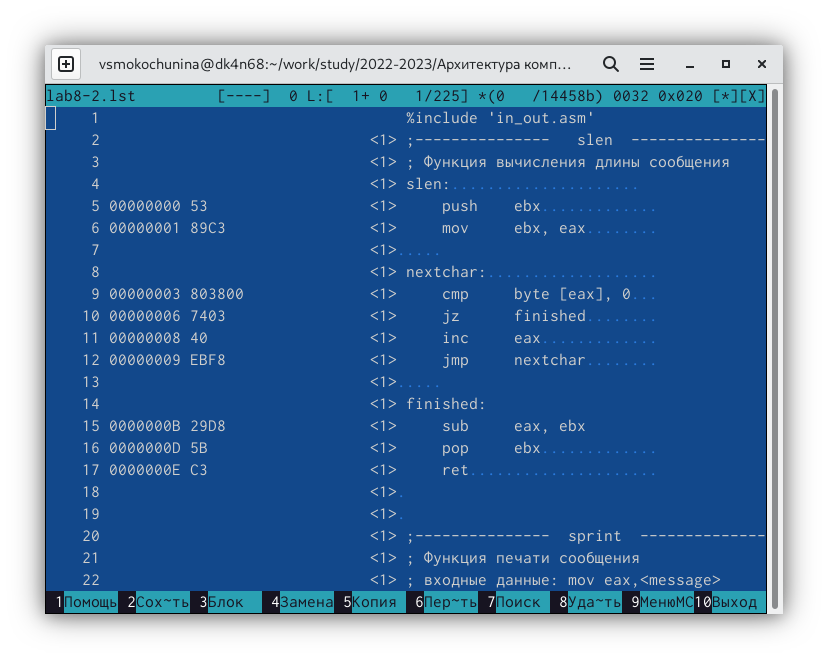 vsmokochunina@dk4n68:~/work/study/2022-2023/Архитектура комп…
lab8-2.lst [----] 0 L:[ 1+ 0 1/225] *(0 /14458b) 0032 0x020 [*][X]
1 %include 'in_out.asm'
2 <1> ;--------------- slen ---------------
3 <1> ; Функция вычисления длины сообщения
4 <1> slen:.....................
5 00000000 53 <1> push ebx.............
6 00000001 89C3 <1> mov ebx, eax........
7 <1>.....
8 <1> nextchar:...................
9 00000003 803800 <1> cmp byte [eax], 0...
10 00000006 7403 <1> jz finished........
11 00000008 40 <1> inc eax.............
12 00000009 EBF8 <1> jmp nextchar........
13 <1>.....
14 <1> finished:
15 0000000B 29D8 <1> sub eax, ebx
16 0000000D 5B <1> pop ebx.............
17 0000000E C3 <1> ret.....................
18 <1>.
19 <1>.
20 <1> ;--------------- sprint --------------
21 <1> ; Функция печати сообщения
22 <1> ; входные данные: mov eax,<message>
1Помощь 2Сох~ть 3Блок 4Замена 5Копия 6Пер~ть 7Поиск 8Уда~ть 9МенюMC 10Выход